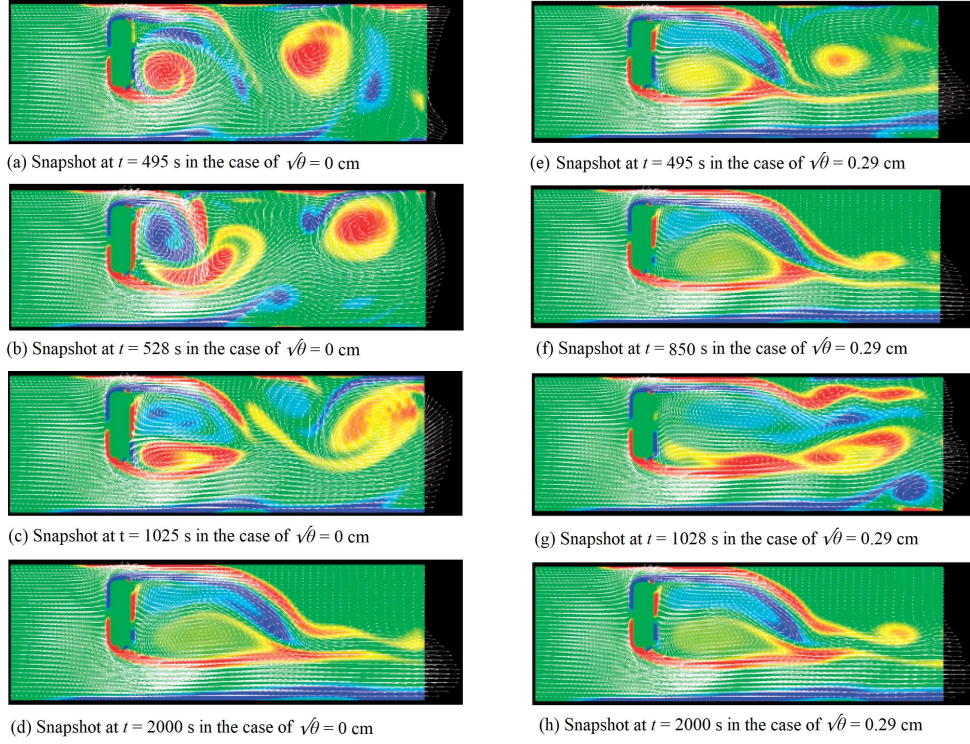 (a) Snapshot at t = 495 s in the case of √θ = 0 cm
(b) Snapshot at t = 528 s in the case of √θ = 0 cm
(c) Snapshot at t = 1025 s in the case of √θ = 0 cm
(d) Snapshot at t = 2000 s in the case of √θ = 0 cm
(e) Snapshot at t = 495 s in the case of √θ = 0.29 cm
(f) Snapshot at t = 850 s in the case of √θ = 0.29 cm
(g) Snapshot at t = 1028 s in the case of √θ = 0.29 cm
(h) Snapshot at t = 2000 s in the case of √θ = 0.29 cm